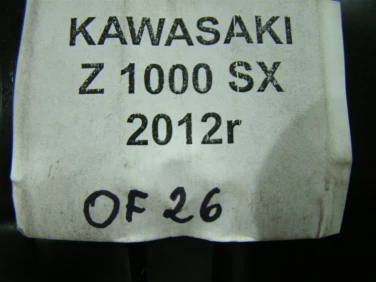 KAWASAKI
Z 1000 SX
2012r
OF 26